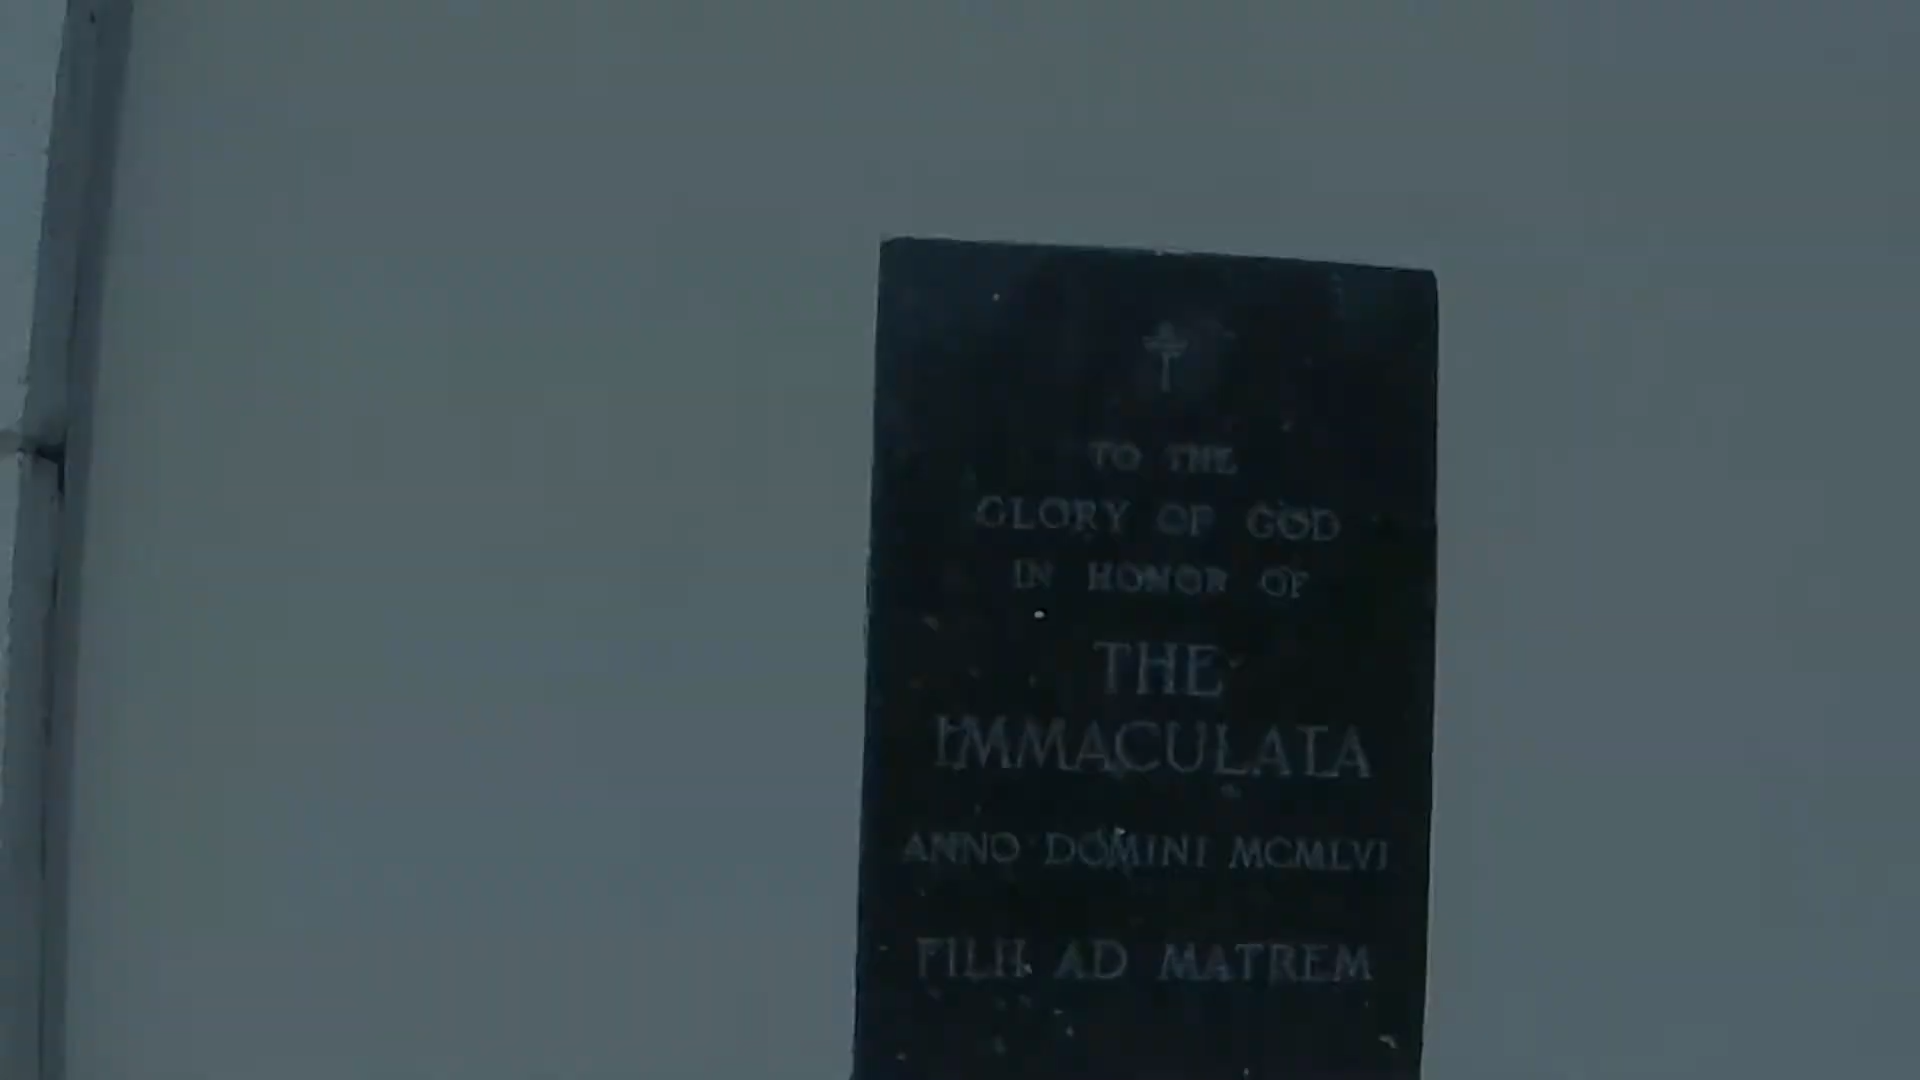 TO THE
GLORY OF GOD
IN HONOR OF
THE
IMMACULATA
ANNO DOMINI MCMLVI
FILII AD MATREM